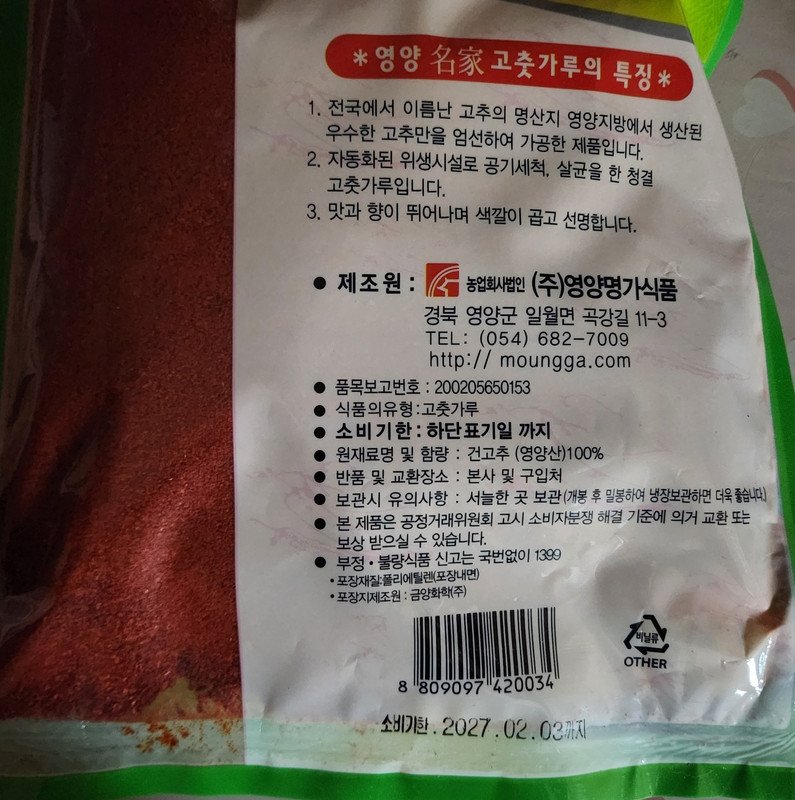 *영양 名家 고춧가루의 특징*
1. 전국에서 이름난 고추의 명산지 영양지방에서 생산된
우수한 고추만을 엄선하여 가공한 제품입니다.
2. 자동화된 위생시설로 공기세척, 살균을 한 청결
고춧가루입니다.
3. 맛과 향이 뛰어나며 색깔이 곱고 선명합니다.
● 제조원 : 농업회사법인 (주)영양명가식품
경북 영양군 일월면 곡강길 11-3
TEL: (054) 682-7009
http:// moungga.com
● 품목보고번호 : 200205650153
● 식품의유형:고춧가루
● 소비기한 : 하단표기일 까지
● 원재료명 및 함량 : 건고추 (영양산)100%
● 반품 및 교환장소 : 본사 및 구입처
● 보관시 유의사항 : 서늘한 곳 보관(개봉 후 밀봉하여 냉장보관하면 더욱 좋습니다.)
● 본 제품은 공정거래위원회 고시 소비자분쟁 해결 기준에 의거 교환 또는
보상 받으실 수 있습니다.
● 부정·불량식품 신고는 국번없이 1399
•포장재질:폴리에틸렌(포장내면)
•포장지제조원 : 금양화학(주)
8 809097 420034
비닐류
OTHER
소비기한. 2027.02.03까지